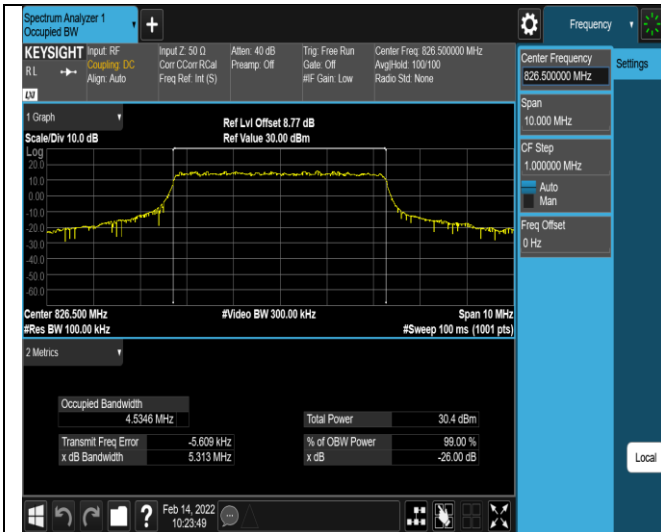 Spectrum Analyzer 1
Occupied BW
+
Frequency
KEYSIGHT
RL
LXI
Input: RF
Coupling: DC
Align: Auto
Input Z: 50 Ω
Corr CCorr RCal
Freq Ref: Int (S)
Atten: 40 dB
Preamp: Off
Trig: Free Run
Gate: Off
#IF Gain: Low
Center Freq: 826.500000 MHz
Avg|Hold: 100/100
Radio Std: None
Center Frequency
826.500000 MHz
Settings
Span
10.000 MHz
CF Step
1.000000 MHz
Auto
Man
Freq Offset
0 Hz
Local
1 Graph
Scale/Div 10.0 dB
Ref Lvl Offset 8.77 dB
Ref Value 30.00 dBm
Log
20.0
10.0
0.00
-10.0
-20.0
-30.0
-40.0
-50.0
-60.0
Center 826.500 MHz
#Video BW 300.00 kHz
Span 10 MHz
#Res BW 100.00 kHz
#Sweep 100 ms (1001 pts)
2 Metrics
Occupied Bandwidth
4.5346 MHz
Total Power 30.4 dBm
Transmit Freq Error -5.609 kHz
% of OBW Power 99.00 %
x dB Bandwidth 5.313 MHz
x dB -26.00 dB
?
Feb 14, 2022
10:23:49